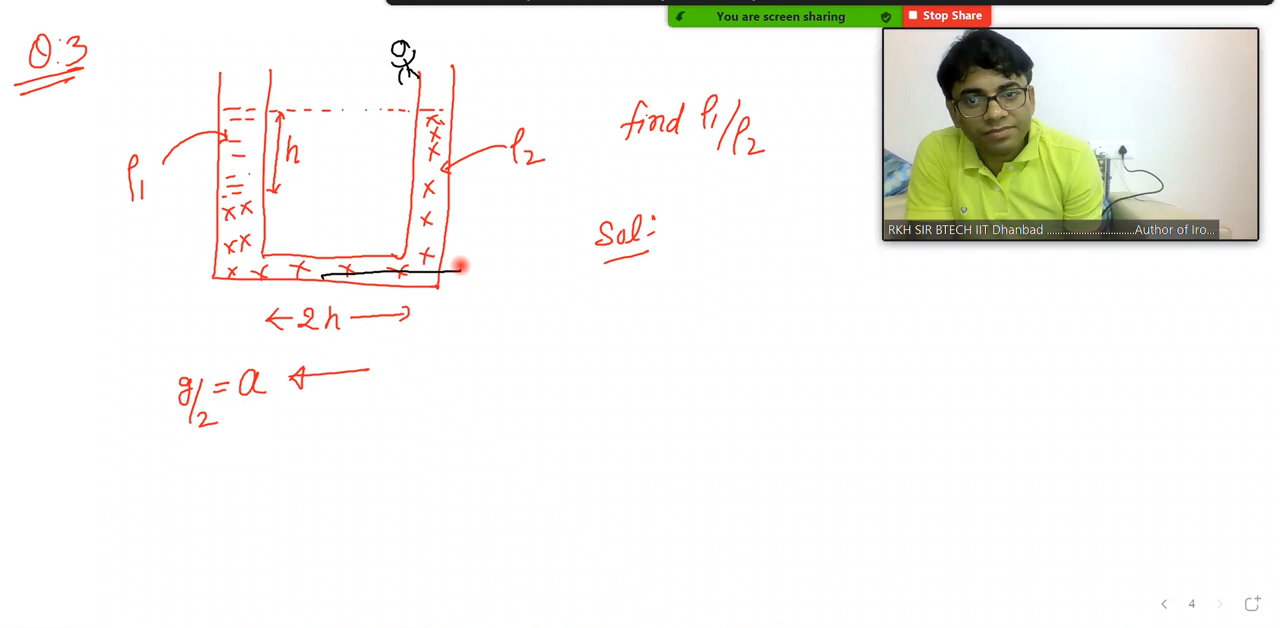 You are screen sharing
Stop Share
Q:3
find ρ1/ρ2
h
ρ1
ρ2
Sol:
RKH SIR BTECH IIT Dhanbad ................................Author of Iro...
← 2h →
g/2 = a ←
4